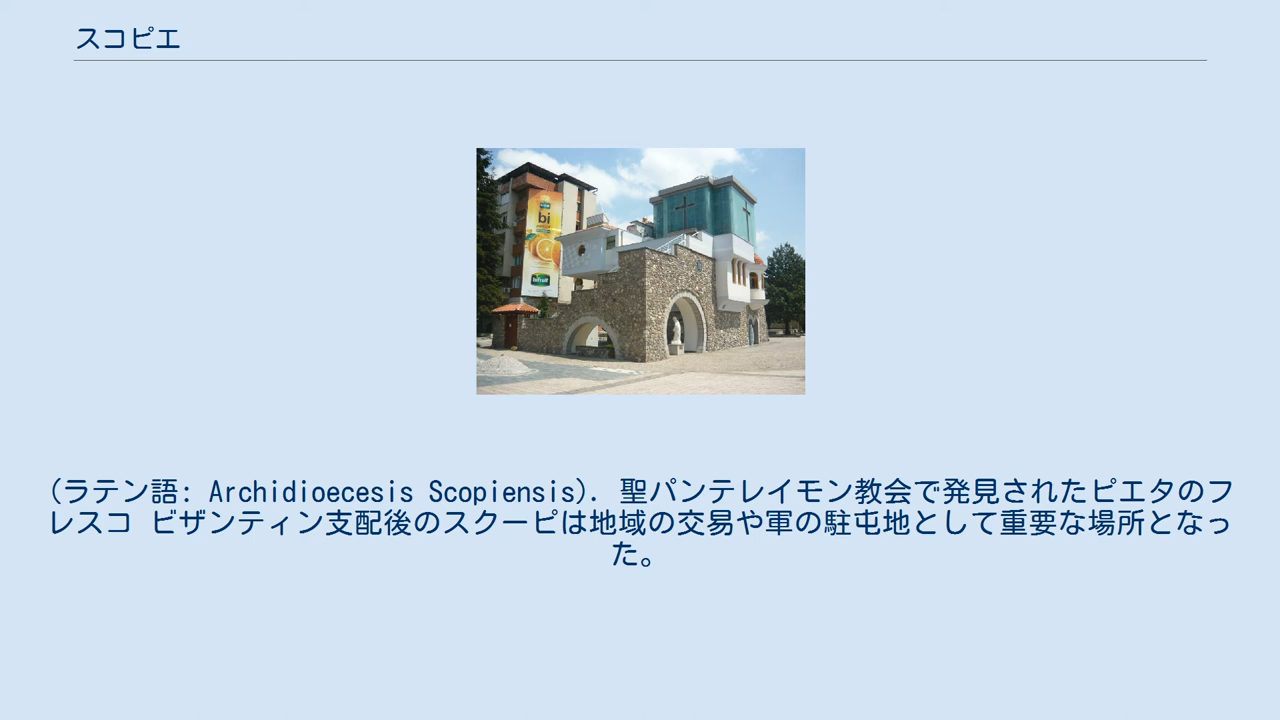 スコピエ
bi
(ラテン語: Archidioecesis Scopiensis). 聖パンテレイモン教会で発見されたピエタのフ
レスコ ビザンティン支配後のスクーピは地域の交易や軍の駐屯地として重要な場所となっ
た。